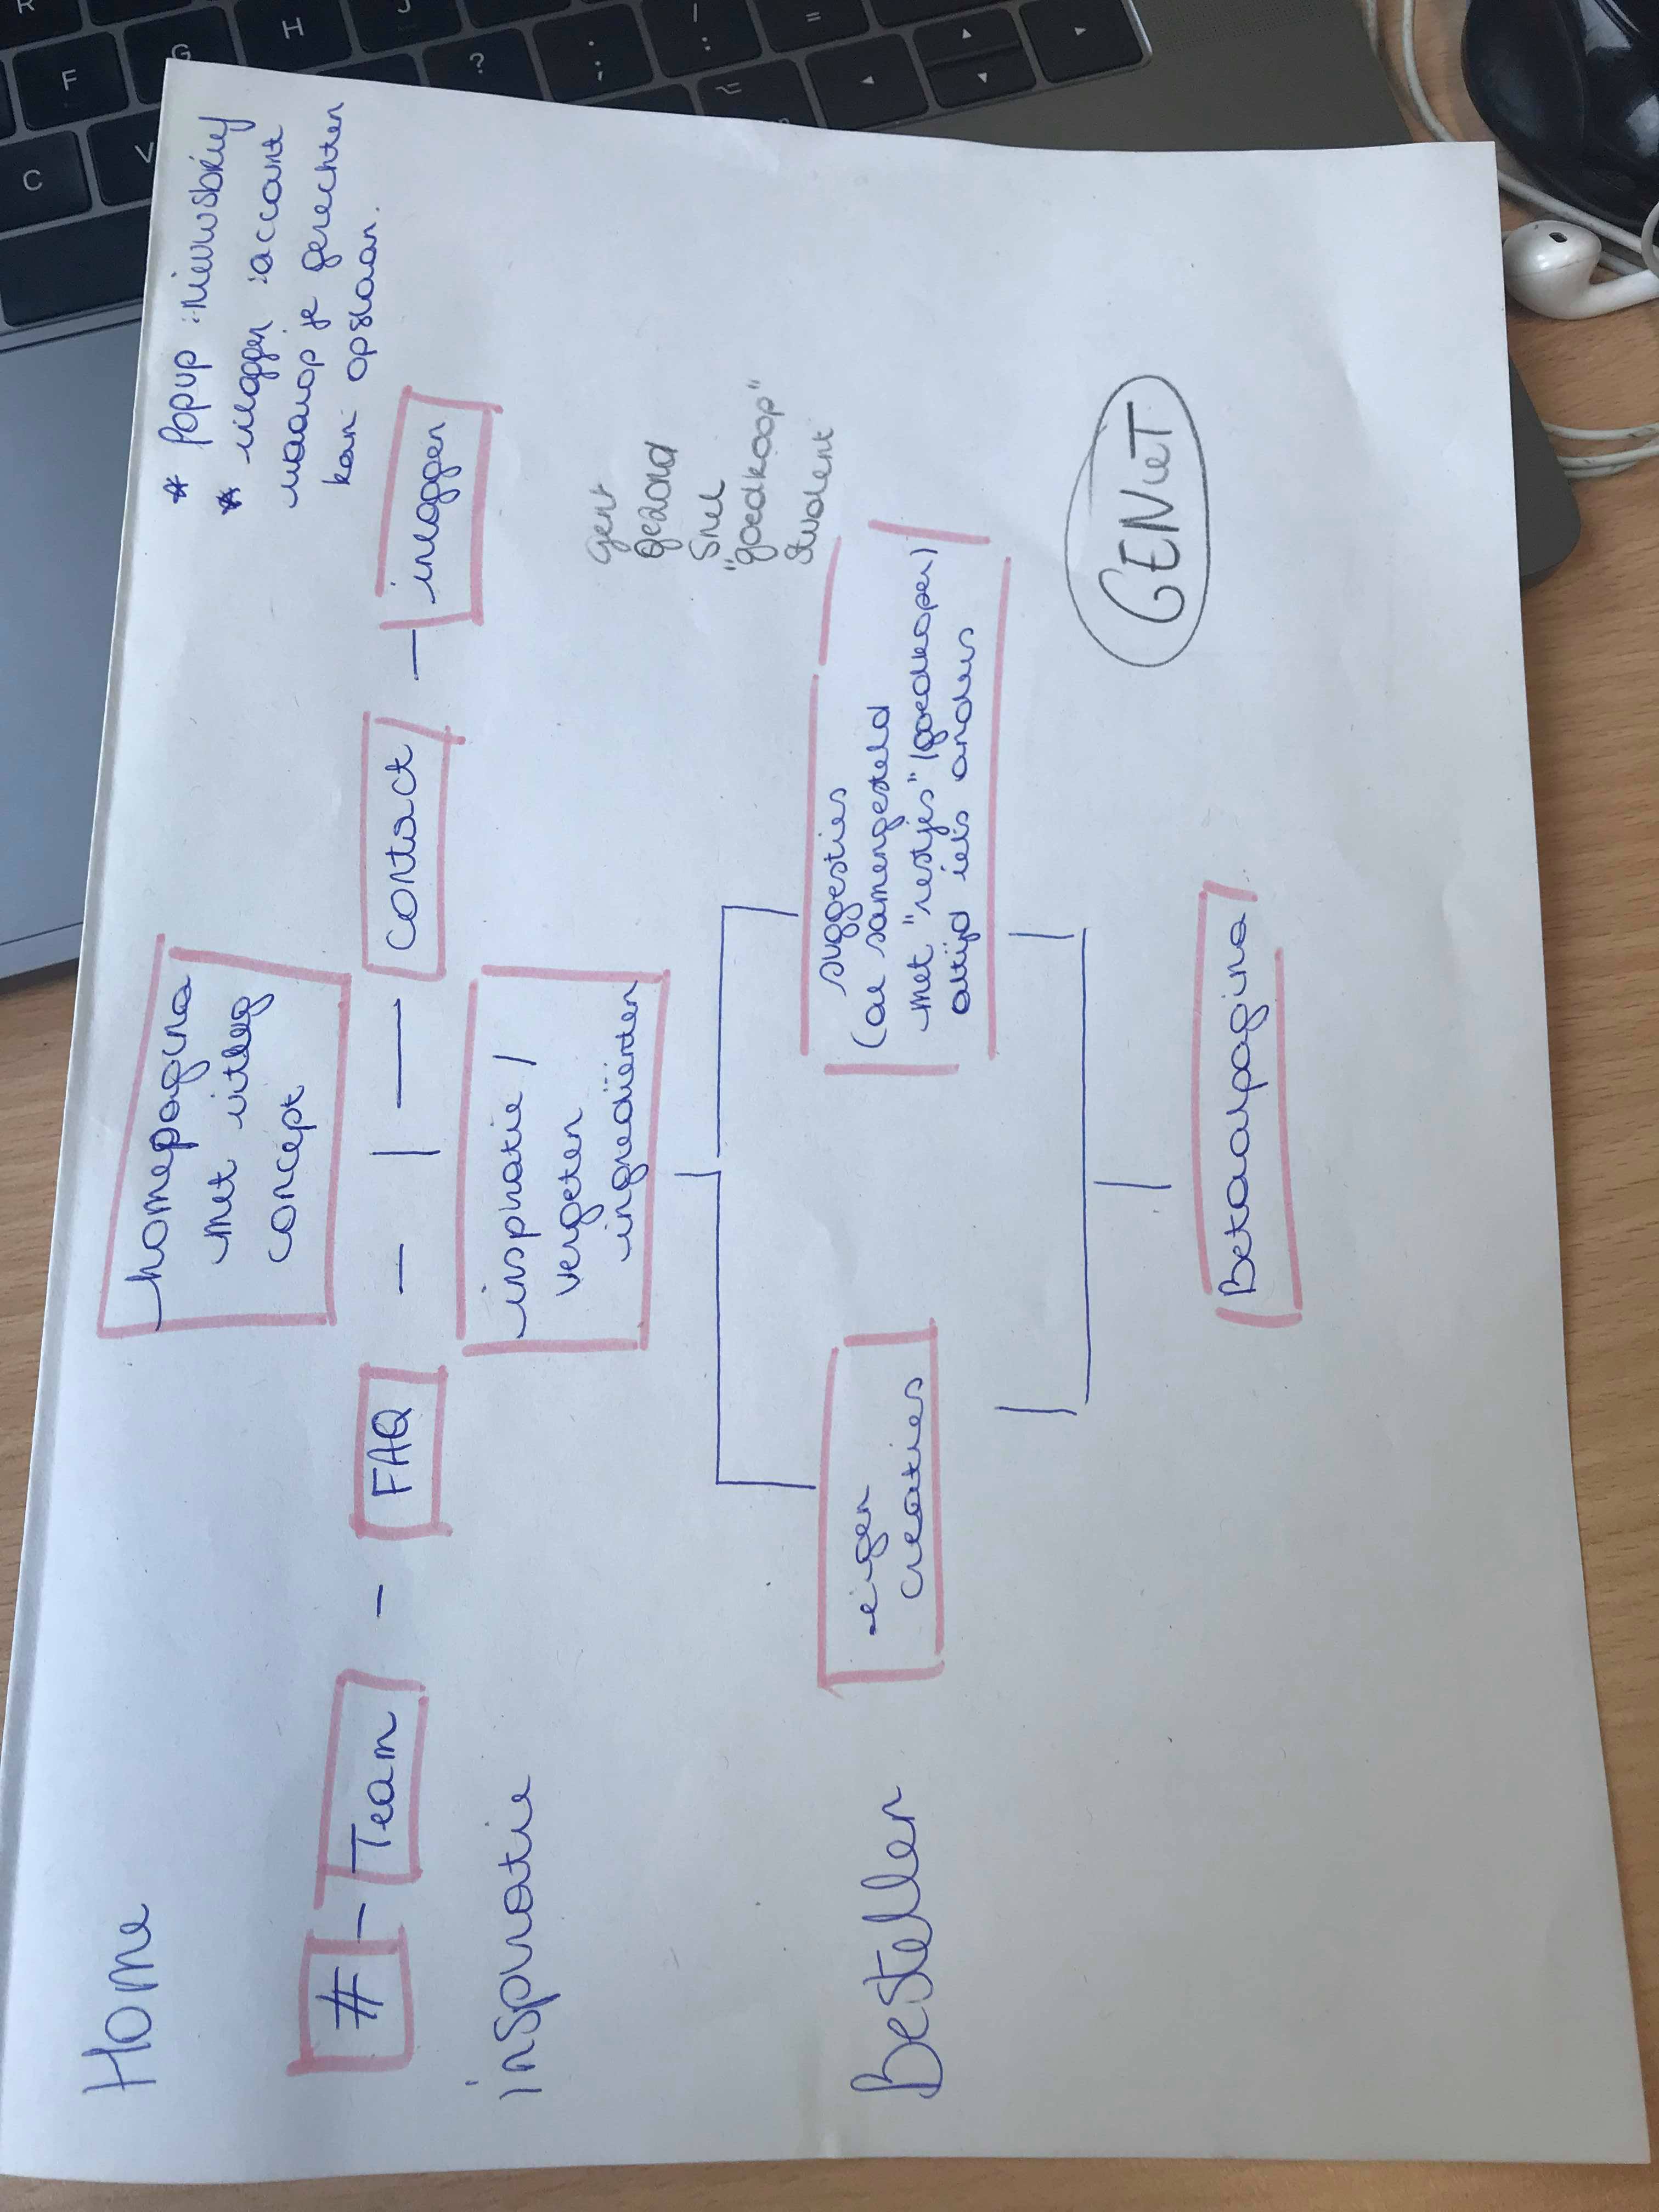 Home
homepagina
met uitleg
concept
* Popup : nieuwsbrief
* inloggen : account
waarop je gerechten
kan opslaan.
# - Team - FAQ - | — contact - inloggen
inspiratie
inspiratie /
vergeten
ingrediënten
Gent
gezond
snel
"goedkoop"
student
Bestellen
eigen
creaties
suggesties
(al samengesteld
met "restjes" (goedkoper)
altijd iets anders
GENieT
Betaalpagina
R
F
G
H
J
C
V
?
:
;
/
=